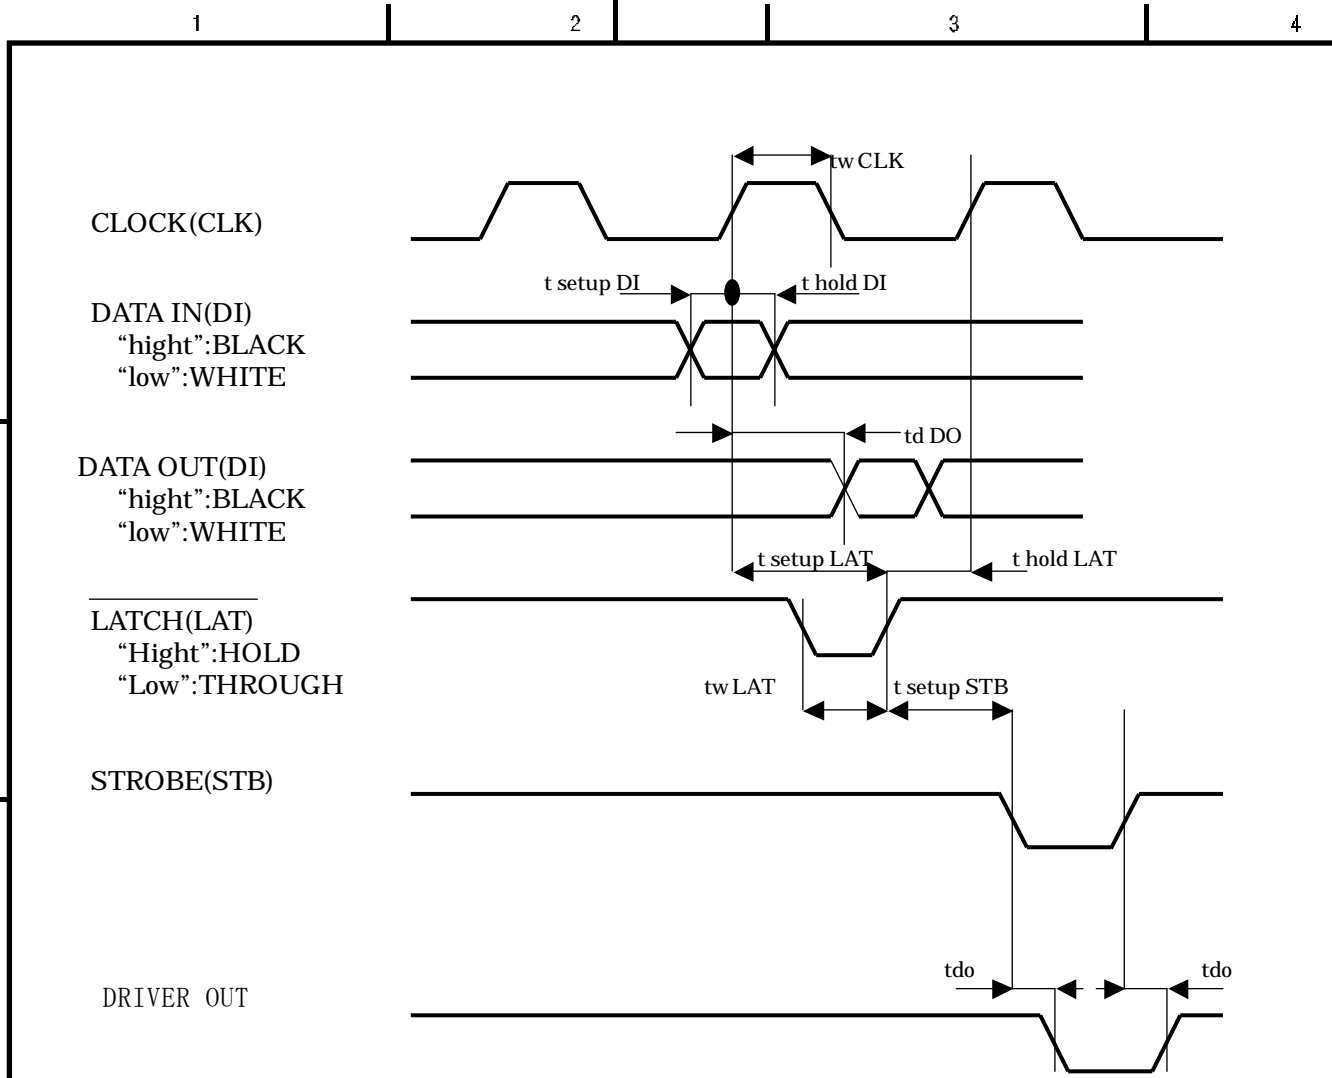 1 2 3 4
tw CLK
CLOCK(CLK)
t setup DI t hold DI
DATA IN(DI)
“hight”:BLACK
“low”:WHITE
td DO
DATA OUT(DI)
“hight”:BLACK
“low”:WHITE
t setup LAT t hold LAT
LATCH(LAT)
“Hight”:HOLD
“Low”:THROUGH
tw LAT t setup STB
STROBE(STB)
tdo tdo
DRIVER OUT